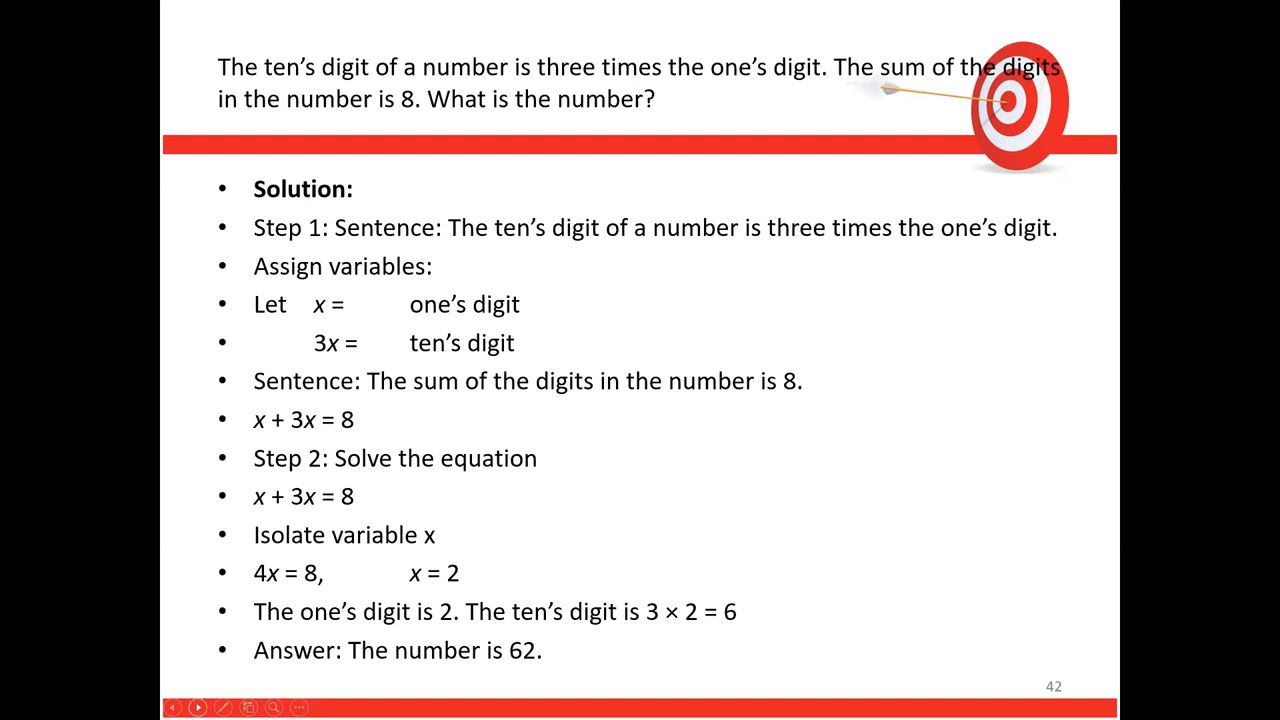 The ten’s digit of a number is three times the one’s digit. The sum of the digits
in the number is 8. What is the number?
• Solution:
• Step 1: Sentence: The ten’s digit of a number is three times the one’s digit.
• Assign variables:
• Let x = one’s digit
• 3x = ten’s digit
• Sentence: The sum of the digits in the number is 8.
• x + 3x = 8
• Step 2: Solve the equation
• x + 3x = 8
• Isolate variable x
• 4x = 8, x = 2
• The one’s digit is 2. The ten’s digit is 3 × 2 = 6
• Answer: The number is 62.
42